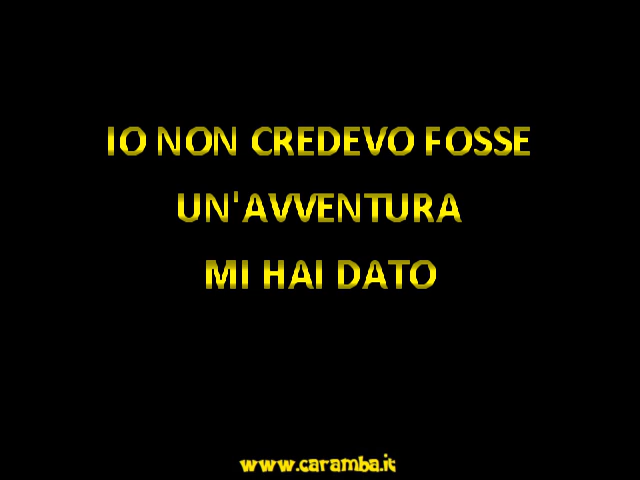 IO NON CREDEVO FOSSE
UN'AVVENTURA
MI HAI DATO
www.caramba.it